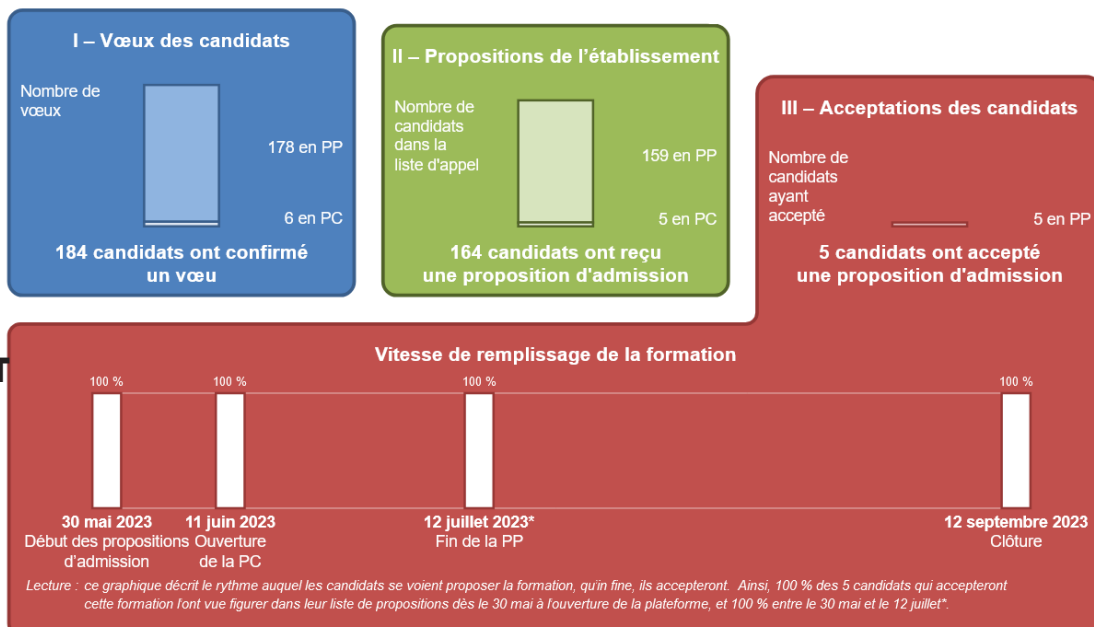 I – Vœux des candidats
Nombre de
vœux
178 en PP
6 en PC
184 candidats ont confirmé
un vœu
II – Propositions de l'établissement
Nombre de
candidats
dans la
liste d'appel
159 en PP
5 en PC
164 candidats ont reçu
une proposition d'admission
III – Acceptations des candidats
Nombre de
candidats
ayant
accepté
5 en PP
5 candidats ont accepté
une proposition d'admission
Vitesse de remplissage de la formation
100 % 100 % 100 % 100 %
30 mai 2023 11 juin 2023 12 juillet 2023* 12 septembre 2023
Début des propositions Ouverture Fin de la PP Clôture
d'admission de la PC
Lecture : ce graphique décrit le rythme auquel les candidats se voient proposer la formation, qu'in fine, ils accepteront. Ainsi, 100 % des 5 candidats qui accepteront
cette formation l'ont vue figurer dans leur liste de propositions dès le 30 mai à l'ouverture de la plateforme, et 100 % entre le 30 mai et le 12 juillet*.